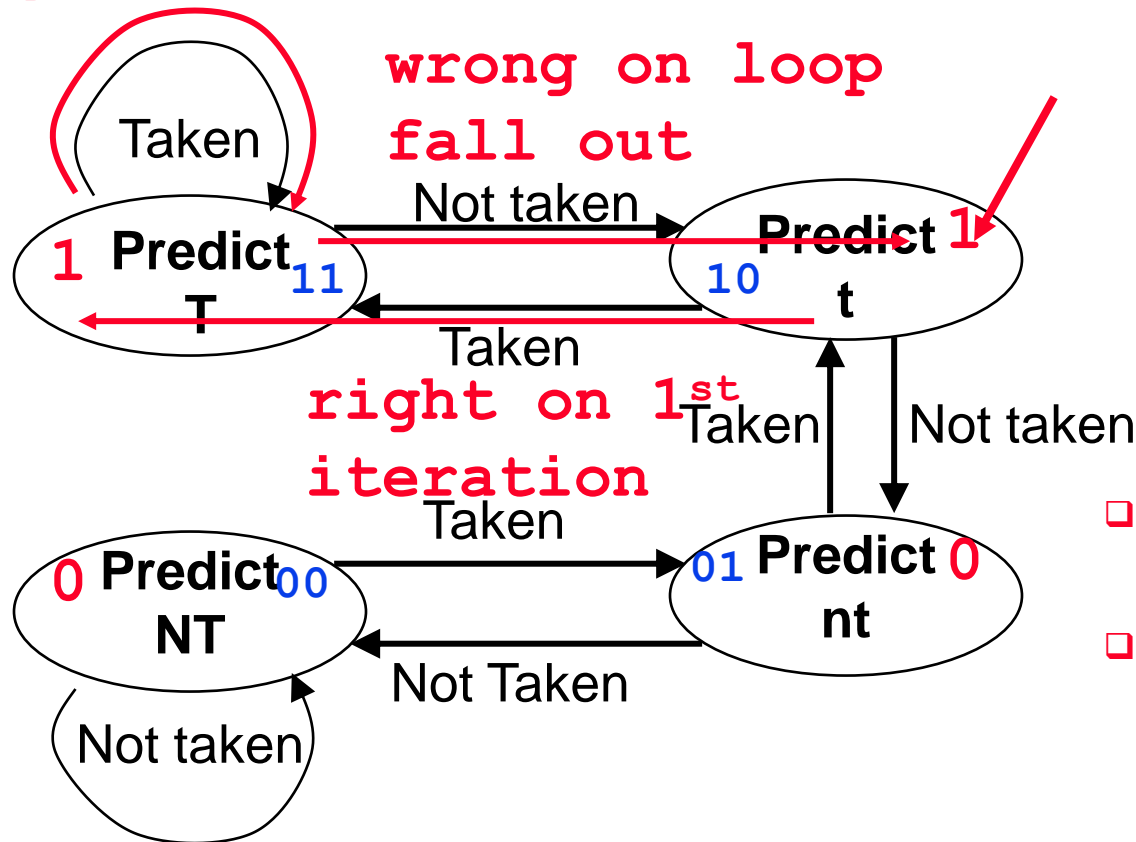 wrong on loop
fall out
Taken
Not taken
1 Predict 11
T
10 Predict 1
t
Taken
right on 1st
iteration
Taken
Not taken
Taken
0 Predict 00
NT
01 Predict 0
nt
Not Taken
Not taken